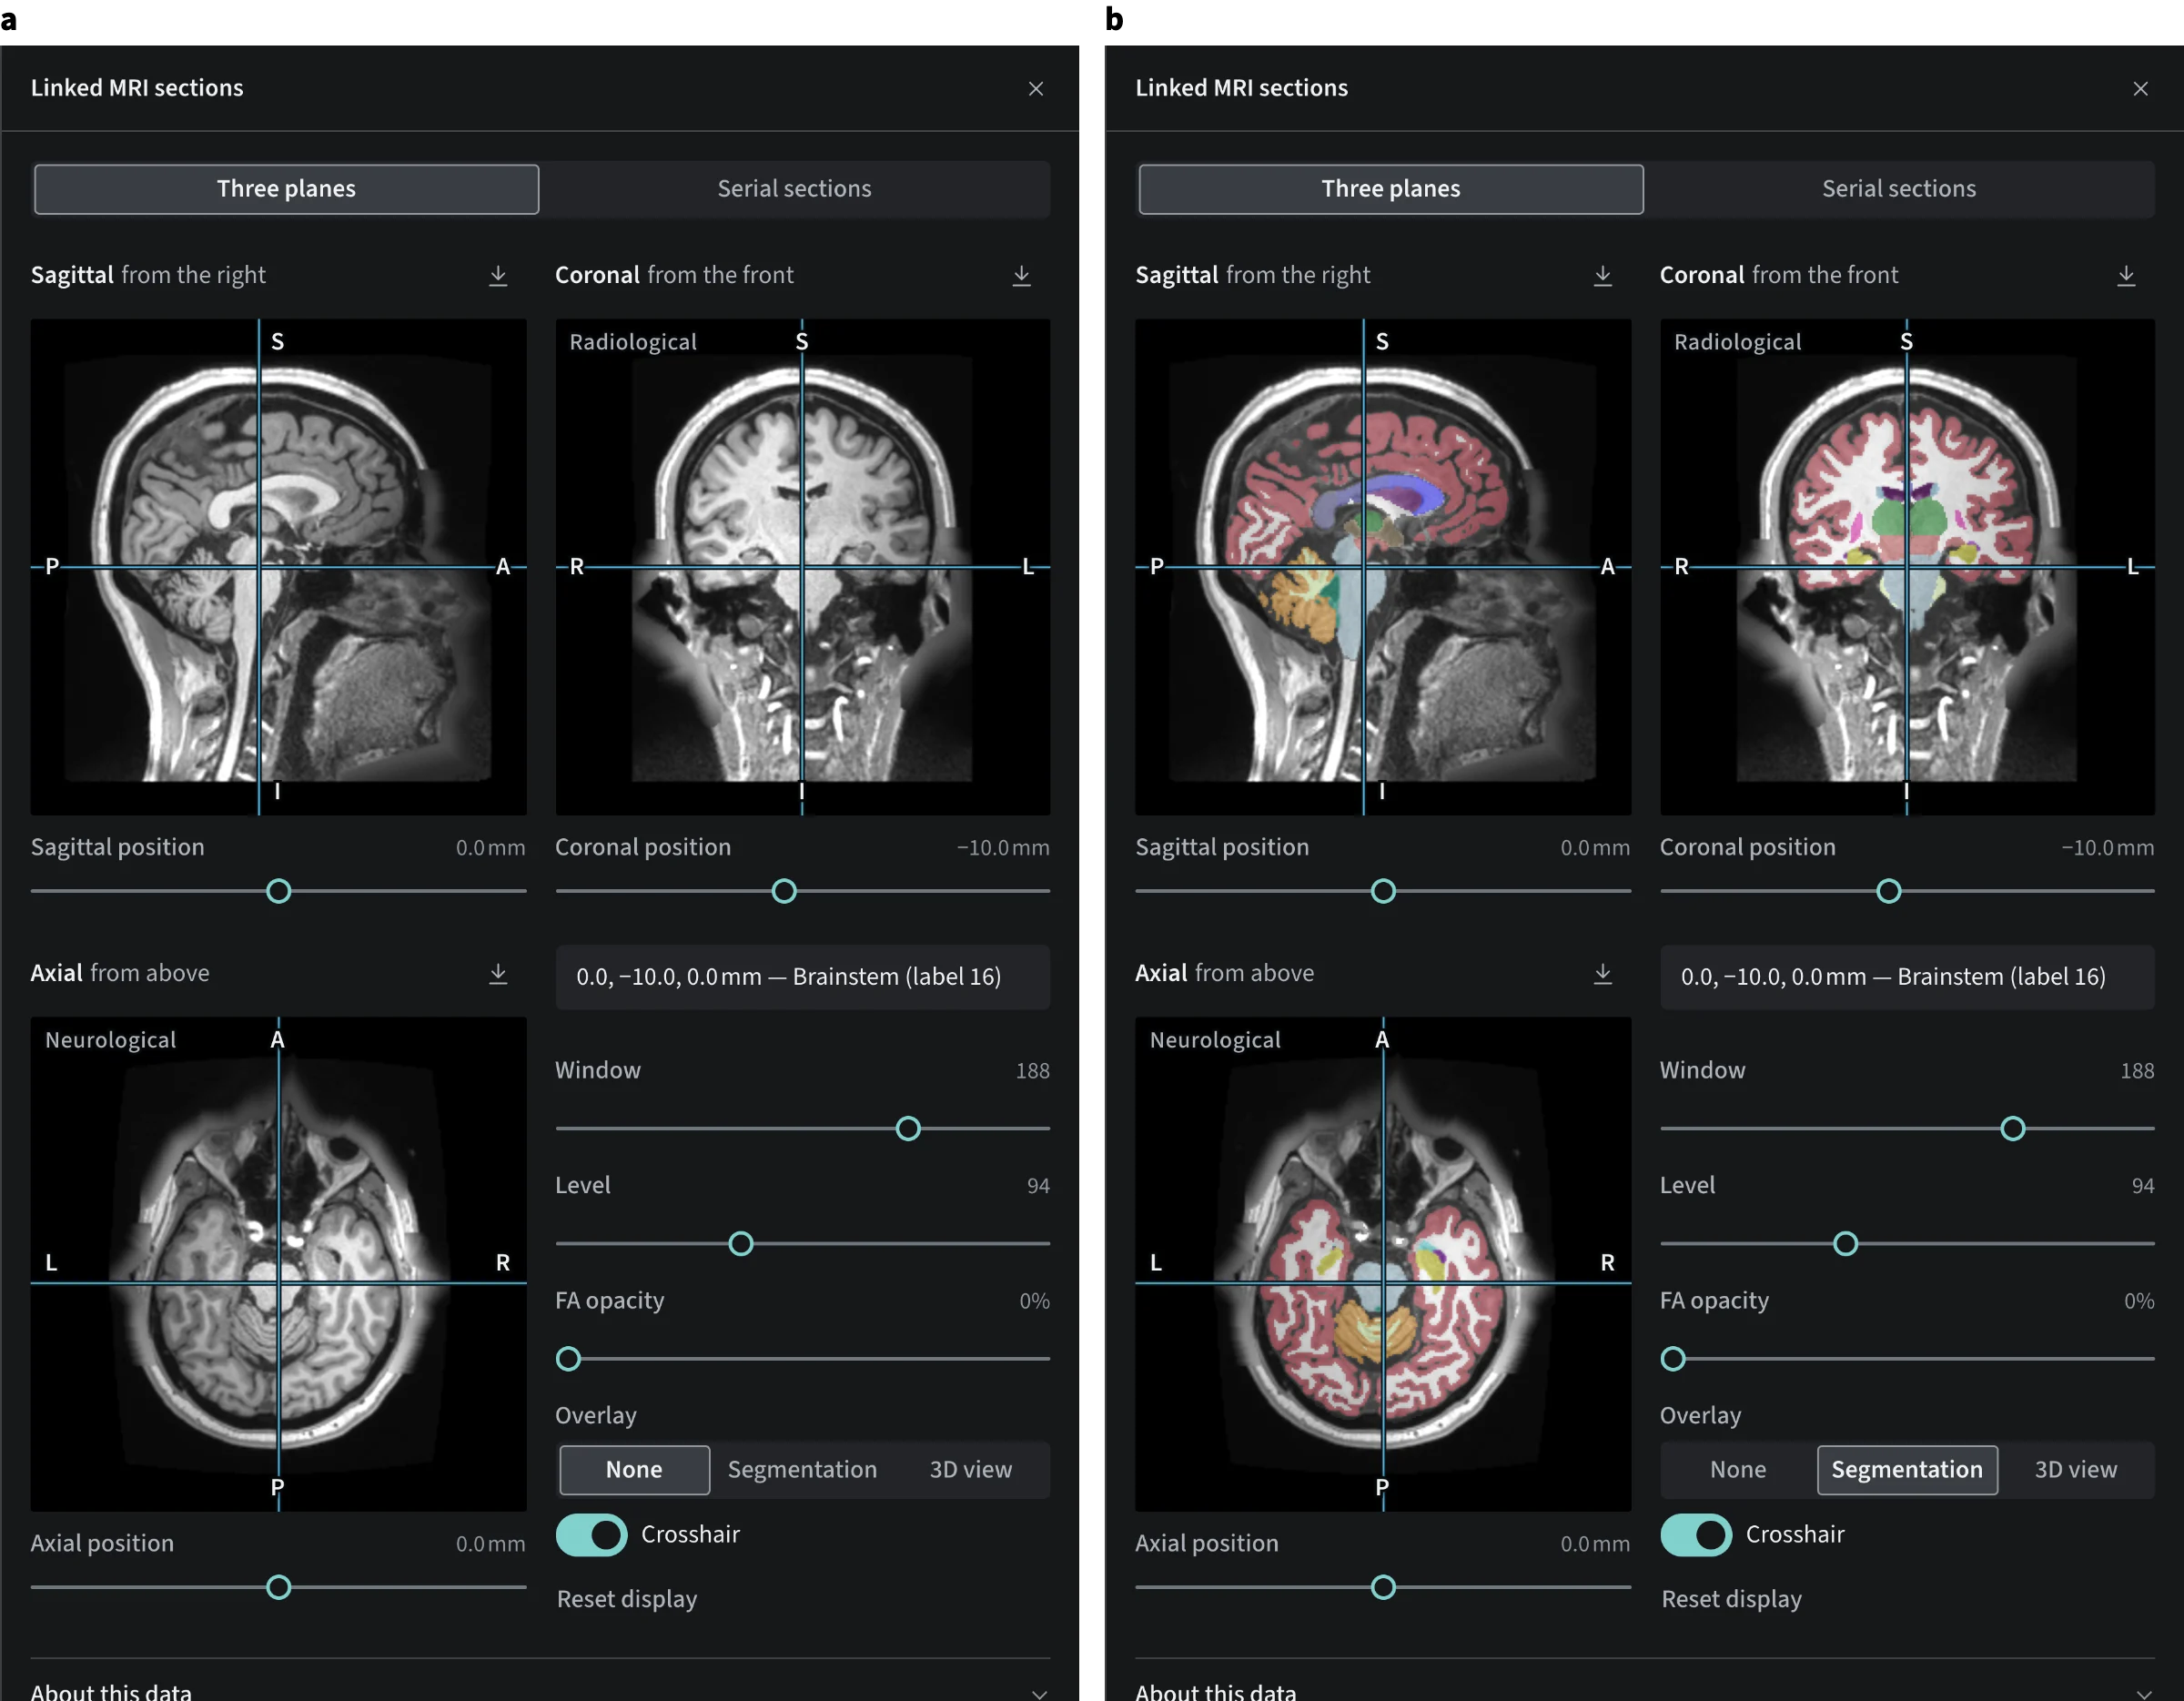 a
Linked MRI sections
Three planes
Serial sections
Sagittal from the right
Coronal from the front
S
P
A
I
Radiological
S
R
L
I
Sagittal position 0.0 mm
Coronal position −10.0 mm
Axial from above
0.0, −10.0, 0.0 mm — Brainstem (label 16)
Neurological
A
L
R
P
Window 188
Level 94
FA opacity 0%
Overlay
None
Segmentation
3D view
Crosshair
Axial position 0.0 mm
Reset display
About this data
b
Linked MRI sections
Three planes
Serial sections
Sagittal from the right
Coronal from the front
S
P
A
I
Radiological
S
R
L
I
Sagittal position 0.0 mm
Coronal position −10.0 mm
Axial from above
0.0, −10.0, 0.0 mm — Brainstem (label 16)
Neurological
A
L
R
P
Window 188
Level 94
FA opacity 0%
Overlay
None
Segmentation
3D view
Crosshair
Axial position 0.0 mm
Reset display
About this data